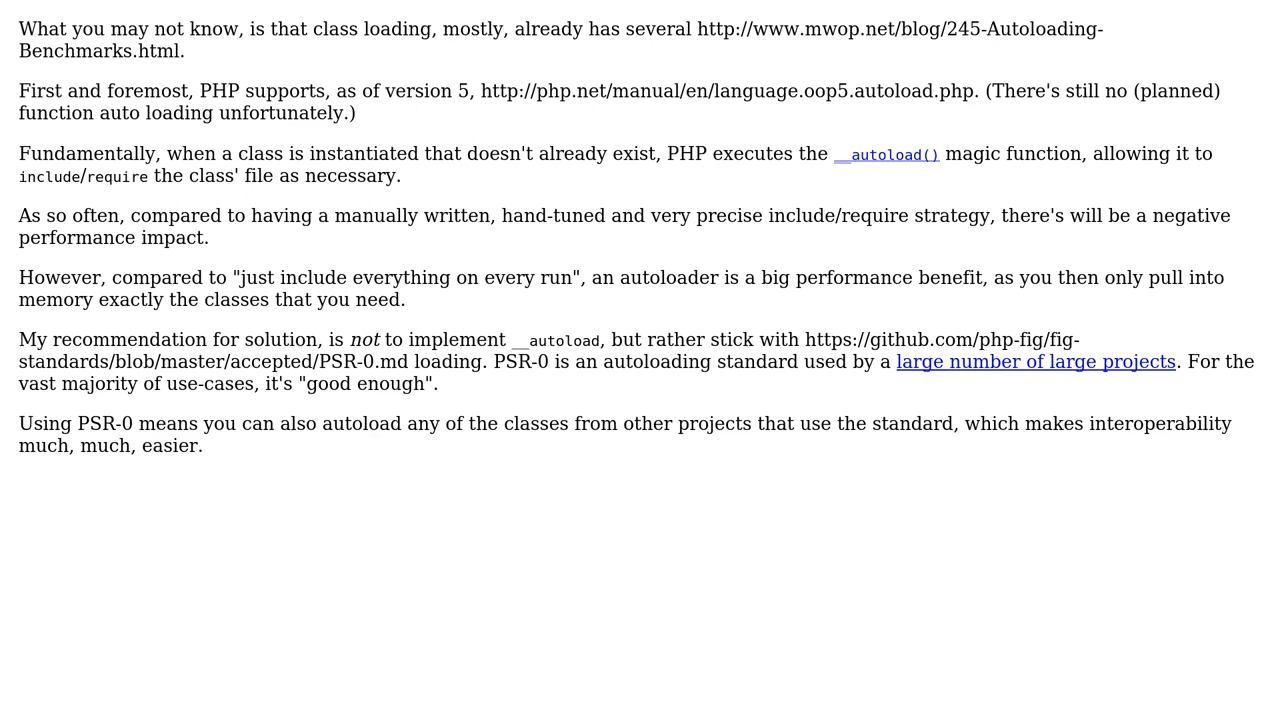 What you may not know, is that class loading, mostly, already has several http://www.mwop.net/blog/245-Autoloading-
Benchmarks.html.
First and foremost, PHP supports, as of version 5, http://php.net/manual/en/language.oop5.autoload.php. (There's still no (planned)
function auto loading unfortunately.)
Fundamentally, when a class is instantiated that doesn't already exist, PHP executes the __autoload() magic function, allowing it to
include/require the class' file as necessary.
As so often, compared to having a manually written, hand-tuned and very precise include/require strategy, there's will be a negative
performance impact.
However, compared to "just include everything on every run", an autoloader is a big performance benefit, as you then only pull into
memory exactly the classes that you need.
My recommendation for solution, is not to implement __autoload, but rather stick with https://github.com/php-fig/fig-
standards/blob/master/accepted/PSR-0.md loading. PSR-0 is an autoloading standard used by a large number of large projects. For the
vast majority of use-cases, it's "good enough".
Using PSR-0 means you can also autoload any of the classes from other projects that use the standard, which makes interoperability
much, much, easier.